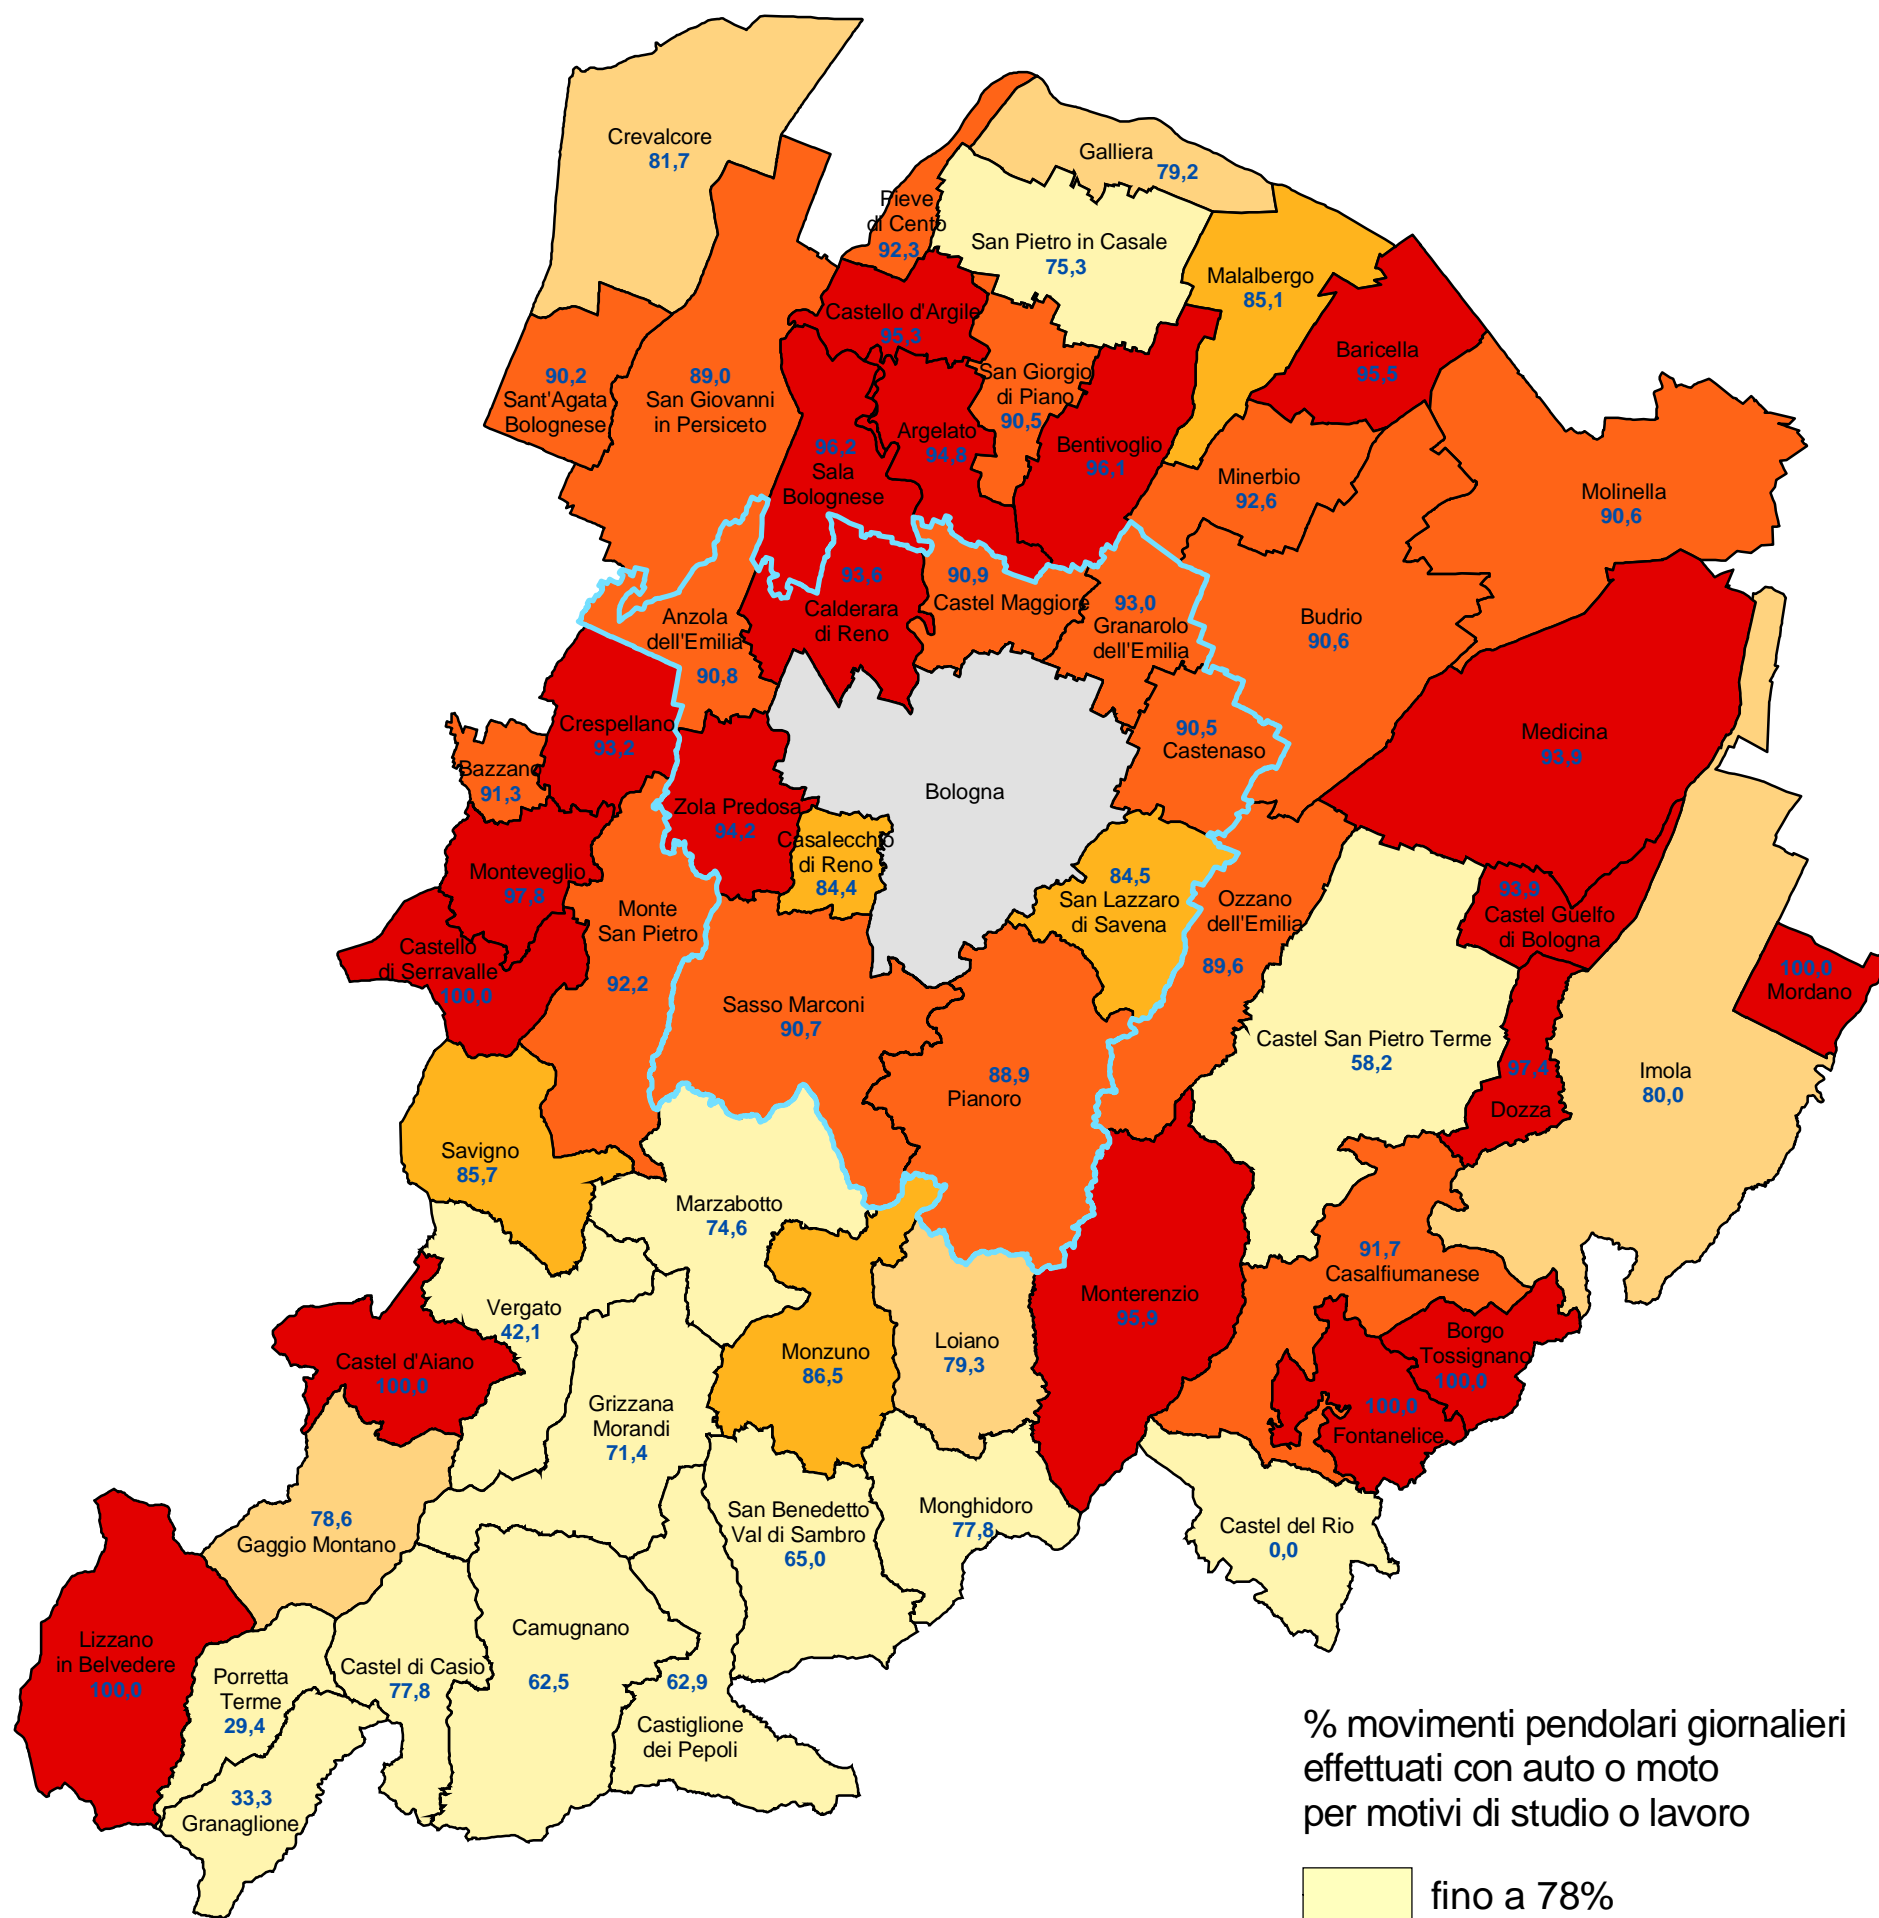 Crevalcore
81,7
Galliera
79,2
Pieve
di Cento
92,3
San Pietro in Casale
75,3
Malalbergo
85,1
Castello d'Argile
95,3
Baricella
95,5
90,2
Sant'Agata
Bolognese
89,0
San Giovanni
in Persiceto
San Giorgio
di Piano
90,5
96,2
Sala
Bolognese
Argelato
94,8
Bentivoglio
96,1
Minerbio
92,6
Molinella
90,6
93,6
Calderara
di Reno
90,9
Castel Maggiore
93,0
Granarolo
dell'Emilia
Budrio
90,6
Anzola
dell'Emilia
90,8
Crespellano
93,2
90,5
Castenaso
Medicina
93,9
Bazzano
91,3
Bologna
Zola Predosa
94,2
Casalecchio
di Reno
84,4
Monteveglio
97,8
84,5
San Lazzaro
di Savena
Ozzano
dell'Emilia
89,6
93,9
Castel Guelfo
di Bologna
Monte
San Pietro
92,2
Castello
di Serravalle
100,0
100,0
Mordano
Sasso Marconi
90,7
Castel San Pietro Terme
58,2
97,4
Dozza
Imola
80,0
88,9
Pianoro
Savigno
85,7
Marzabotto
74,6
91,7
Casalfiumanese
Vergato
42,1
Monterenzio
95,9
Castel d'Aiano
100,0
Monzuno
86,5
Loiano
79,3
Borgo
Tossignano
100,0
Grizzana
Morandi
71,4
100,0
Fontanelice
78,6
Gaggio Montano
San Benedetto
Val di Sambro
65,0
Monghidoro
77,8
Castel del Rio
0,0
Lizzano
in Belvedere
100,0
Porretta
Terme
29,4
Castel di Casio
77,8
Camugnano
62,5
62,9
Castiglione
dei Pepoli
33,3
Granaglione
% movimenti pendolari giornalieri
effettuati con auto o moto
per motivi di studio o lavoro
fino a 78%